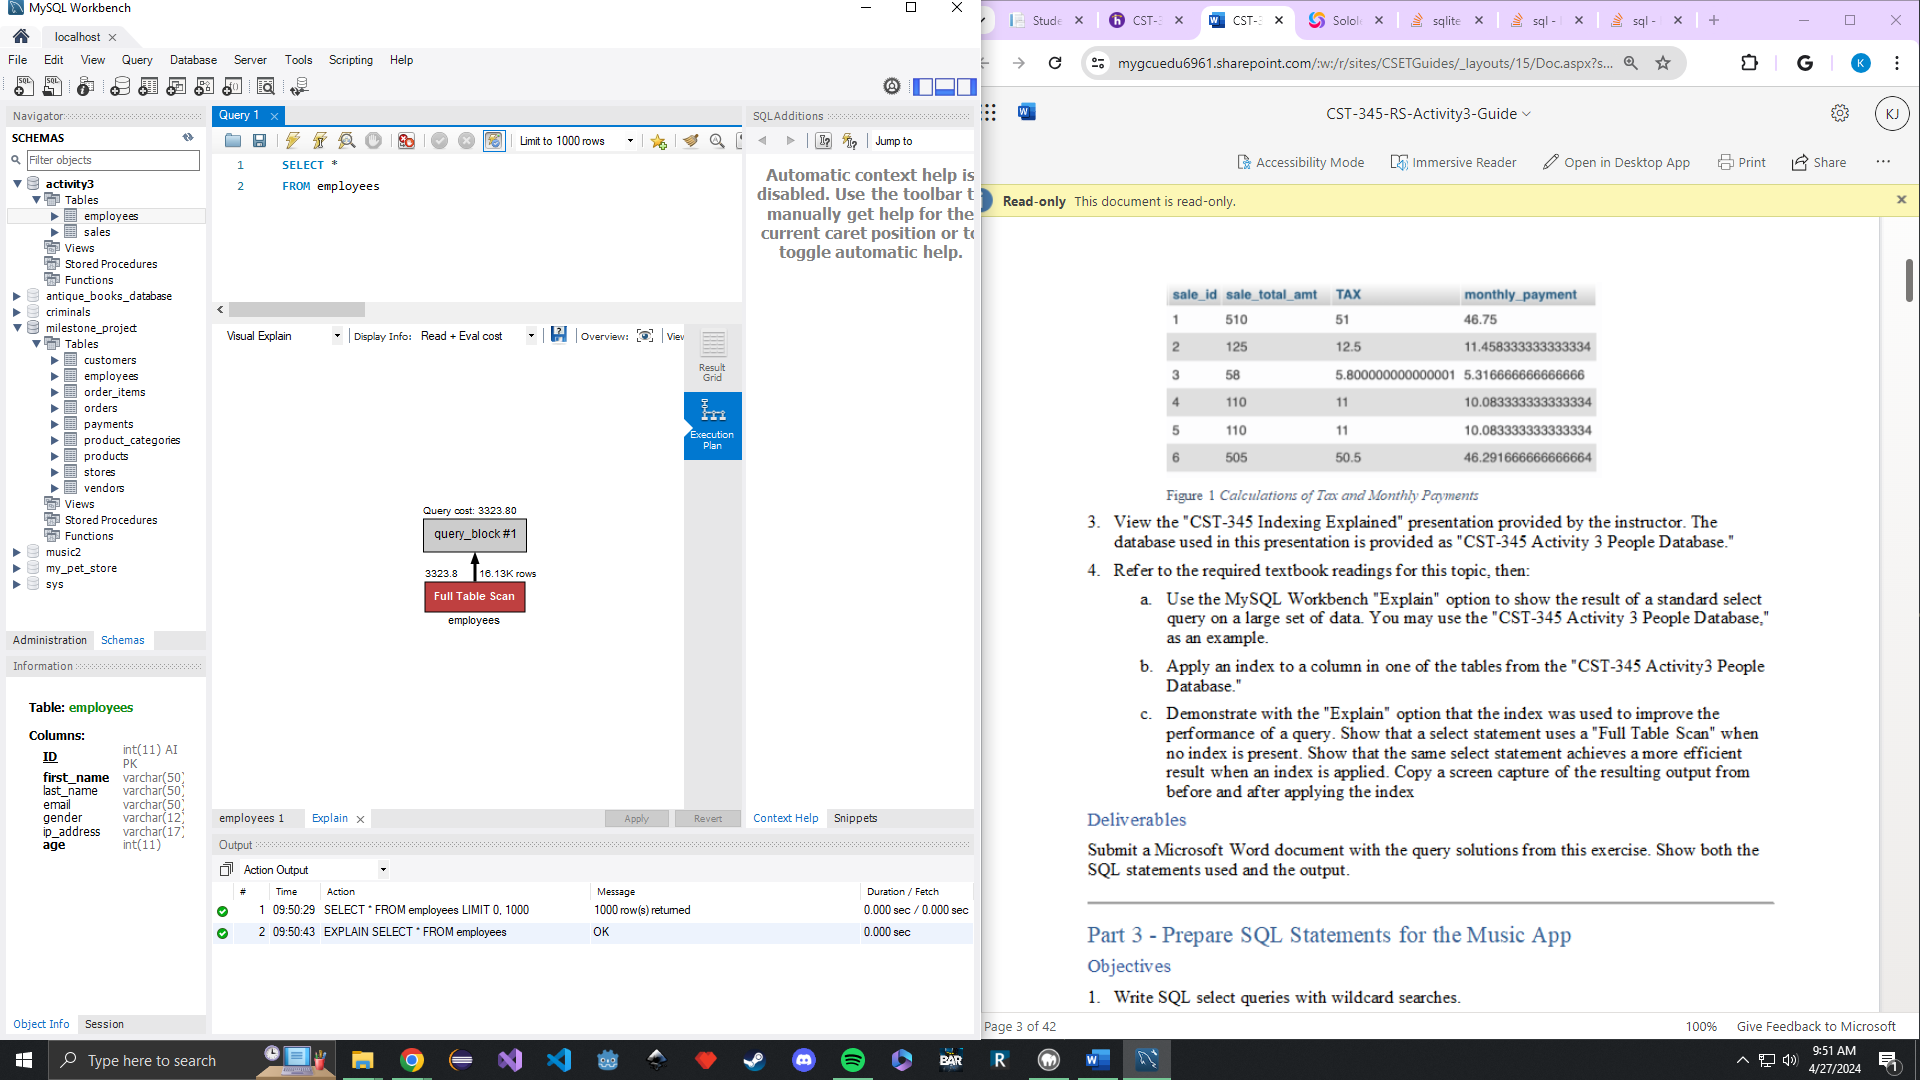 MySQL Workbench
localhost
File Edit View Query Database Server Tools Scripting Help
Navigator
SCHEMAS
Filter objects
activity3
Tables
employees
sales
Views
Stored Procedures
Functions
antique_books_database
criminals
milestone_project
Tables
customers
employees
order_items
orders
payments
product_categories
products
stores
vendors
Views
Stored Procedures
Functions
music2
my_pet_store
sys
Administration Schemas
Information
Table: employees
Columns:
ID int(11) AI
PK
first_name varchar(50)
last_name varchar(50)
email varchar(50)
gender varchar(12)
ip_address varchar(17)
age int(11)
Object Info Session
Query 1
Limit to 1000 rows
1 SELECT *
2 FROM employees
Visual Explain Display Info: Read + Eval cost Overview: View
Result
Grid
Execution
Plan
Query cost: 3323.80
query_block #1
3323.8 16.13K rows
Full Table Scan
employees
employees 1 Explain Apply Revert
SQLAdditions
Jump to
Automatic context help is
disabled. Use the toolbar t
manually get help for the
current caret position or to
toggle automatic help.
Context Help Snippets
Output
Action Output
# Time Action Message Duration / Fetch
1 09:50:29 SELECT * FROM employees LIMIT 0, 1000 1000 row(s) returned 0.000 sec / 0.000 sec
2 09:50:43 EXPLAIN SELECT * FROM employees OK 0.000 sec
Stude CST-3 CST-3 Solole sqlite sql - sql -
mygcuedu6961.sharepoint.com/:w:/r/sites/CSETGuides/_layouts/15/Doc.aspx?s...
K
CST-345-RS-Activity3-Guide
KJ
Accessibility Mode Immersive Reader Open in Desktop App Print Share
Read-only This document is read-only.
sale_id sale_total_amt TAX monthly_payment
1 510 51 46.75
2 125 12.5 11.458333333333334
3 58 5.800000000000001 5.316666666666666
4 110 11 10.083333333333334
5 110 11 10.083333333333334
6 505 50.5 46.291666666666664
Figure 1 Calculations of Tax and Monthly Payments
3. View the "CST-345 Indexing Explained" presentation provided by the instructor. The
database used in this presentation is provided as "CST-345 Activity 3 People Database."
4. Refer to the required textbook readings for this topic, then:
a. Use the MySQL Workbench "Explain" option to show the result of a standard select
query on a large set of data. You may use the "CST-345 Activity 3 People Database,"
as an example.
b. Apply an index to a column in one of the tables from the "CST-345 Activity3 People
Database."
c. Demonstrate with the "Explain" option that the index was used to improve the
performance of a query. Show that a select statement uses a "Full Table Scan" when
no index is present. Show that the same select statement achieves a more efficient
result when an index is applied. Copy a screen capture of the resulting output from
before and after applying the index
Deliverables
Submit a Microsoft Word document with the query solutions from this exercise. Show both the
SQL statements used and the output.
Part 3 - Prepare SQL Statements for the Music App
Objectives
1. Write SQL select queries with wildcard searches.
Page 3 of 42 100% Give Feedback to Microsoft
Type here to search
BAR
R
9:51 AM
4/27/2024
1